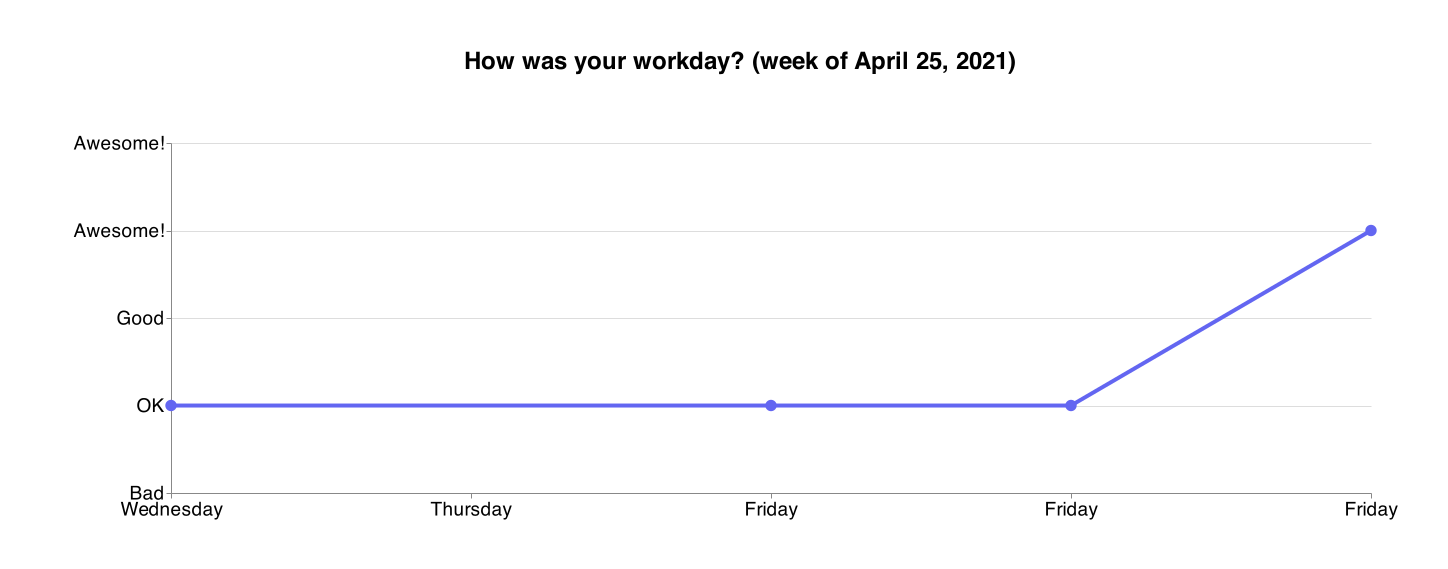 How was your workday? (week of April 25, 2021)
Awesome!
Awesome!
Good
OK
Bad
Wednesday Thursday Friday Friday Friday